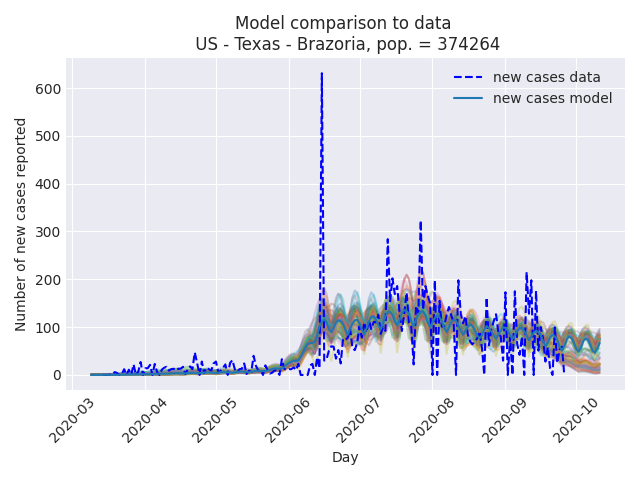 Model comparison to data
US - Texas - Brazoria, pop. = 374264
new cases data
new cases model
Number of new cases reported
600
500
400
300
200
100
0
2020-03
2020-04
2020-05
2020-06
2020-07
2020-08
2020-09
2020-10
Day